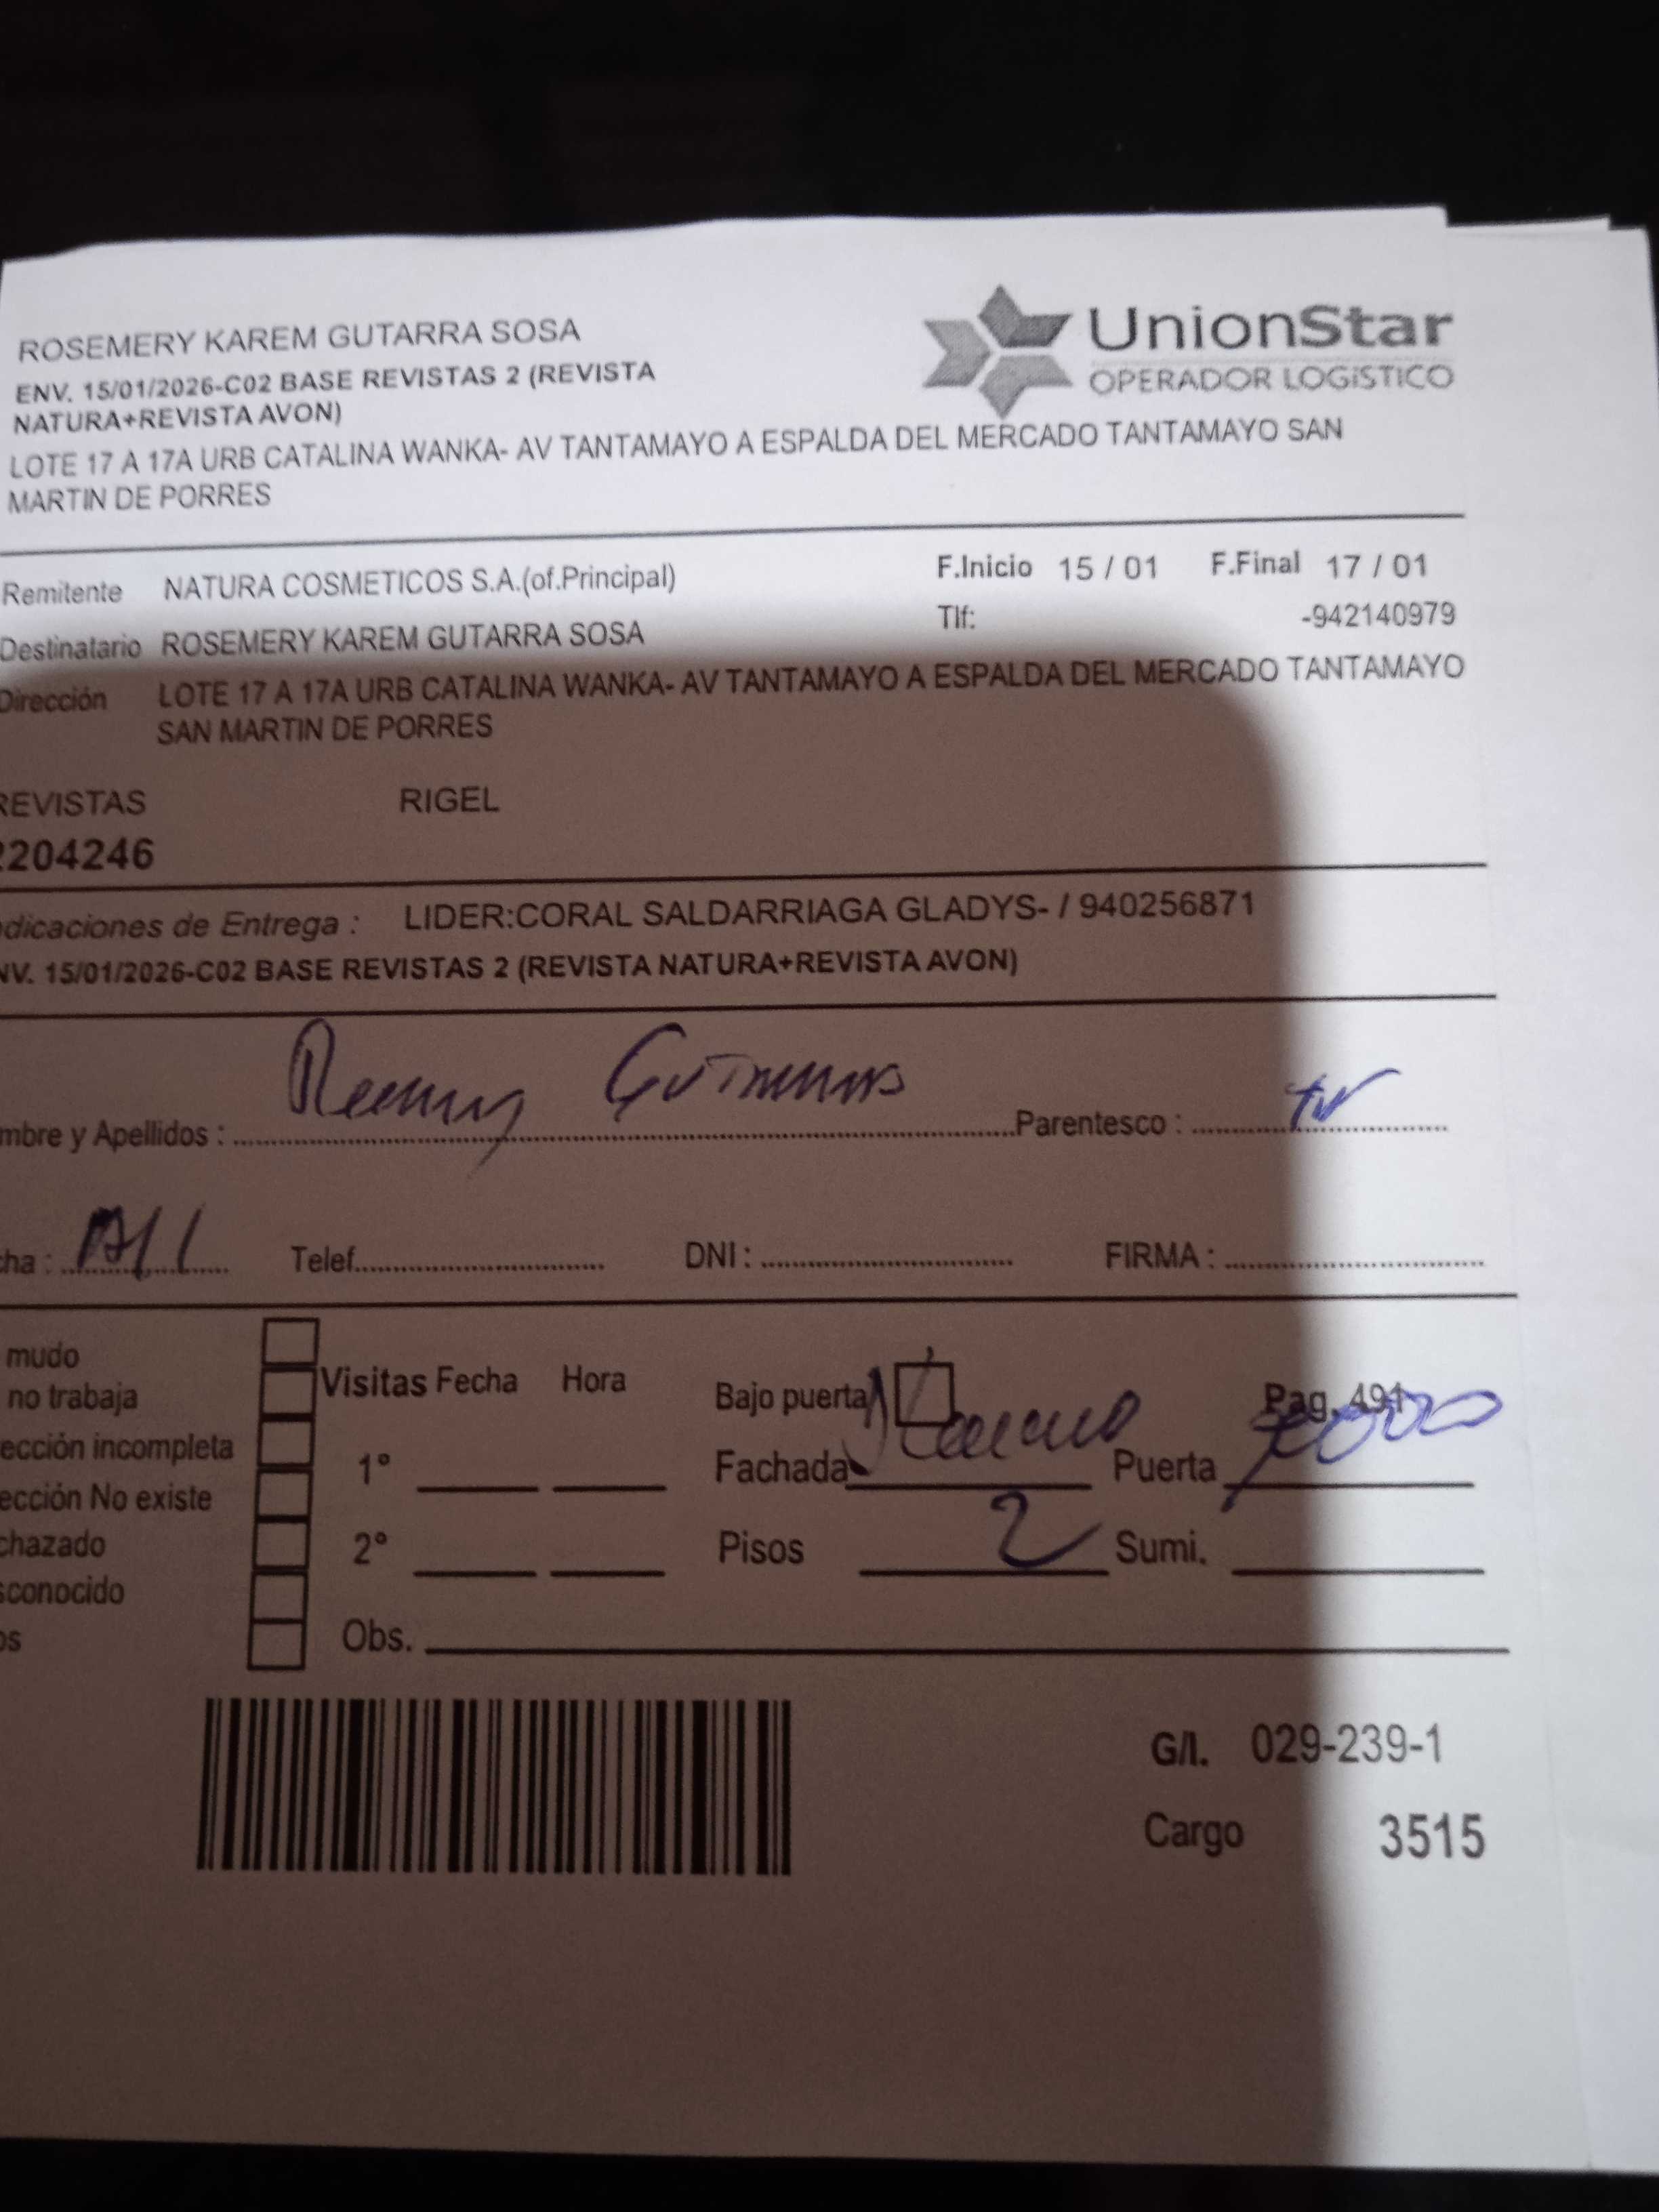 ROSEMERY KAREM GUTARRA SOSA
UnionStar
OPERADOR LOGÍSTICO
ENV. 15/01/2026-C02 BASE REVISTAS 2 (REVISTA
NATURA+REVISTA AVON)
LOTE 17 A 17A URB CATALINA WANKA- AV TANTAMAYO A ESPALDA DEL MERCADO TANTAMAYO SAN
MARTIN DE PORRES
Remitente NATURA COSMETICOS S.A.(of.Principal) F.Inicio 15 / 01 F.Final 17 / 01
Destinatario ROSEMERY KAREM GUTARRA SOSA Tlf: -942140979
Dirección LOTE 17 A 17A URB CATALINA WANKA- AV TANTAMAYO A ESPALDA DEL MERCADO TANTAMAYO
SAN MARTIN DE PORRES
REVISTAS RIGEL
2204246
dicaciones de Entrega : LIDER:CORAL SALDARRIAGA GLADYS- / 940256871
NV. 15/01/2026-C02 BASE REVISTAS 2 (REVISTA NATURA+REVISTA AVON)
mbre y Apellidos : Parentesco :
cha : Telef. DNI : FIRMA :
mudo
no trabaja Visitas Fecha Hora Bajo puerta Pag. 491
ección incompleta 1° Fachada Puerta
ección No existe
chazado 2° Pisos 2 Sumi.
sconocido
os Obs.
G/I. 029-239-1
Cargo 3515